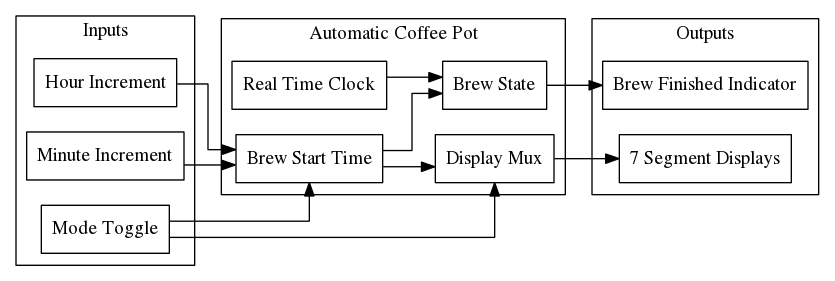 Inputs
Hour Increment
Minute Increment
Mode Toggle
Automatic Coffee Pot
Real Time Clock
Brew State
Brew Start Time
Display Mux
Outputs
Brew Finished Indicator
7 Segment Displays